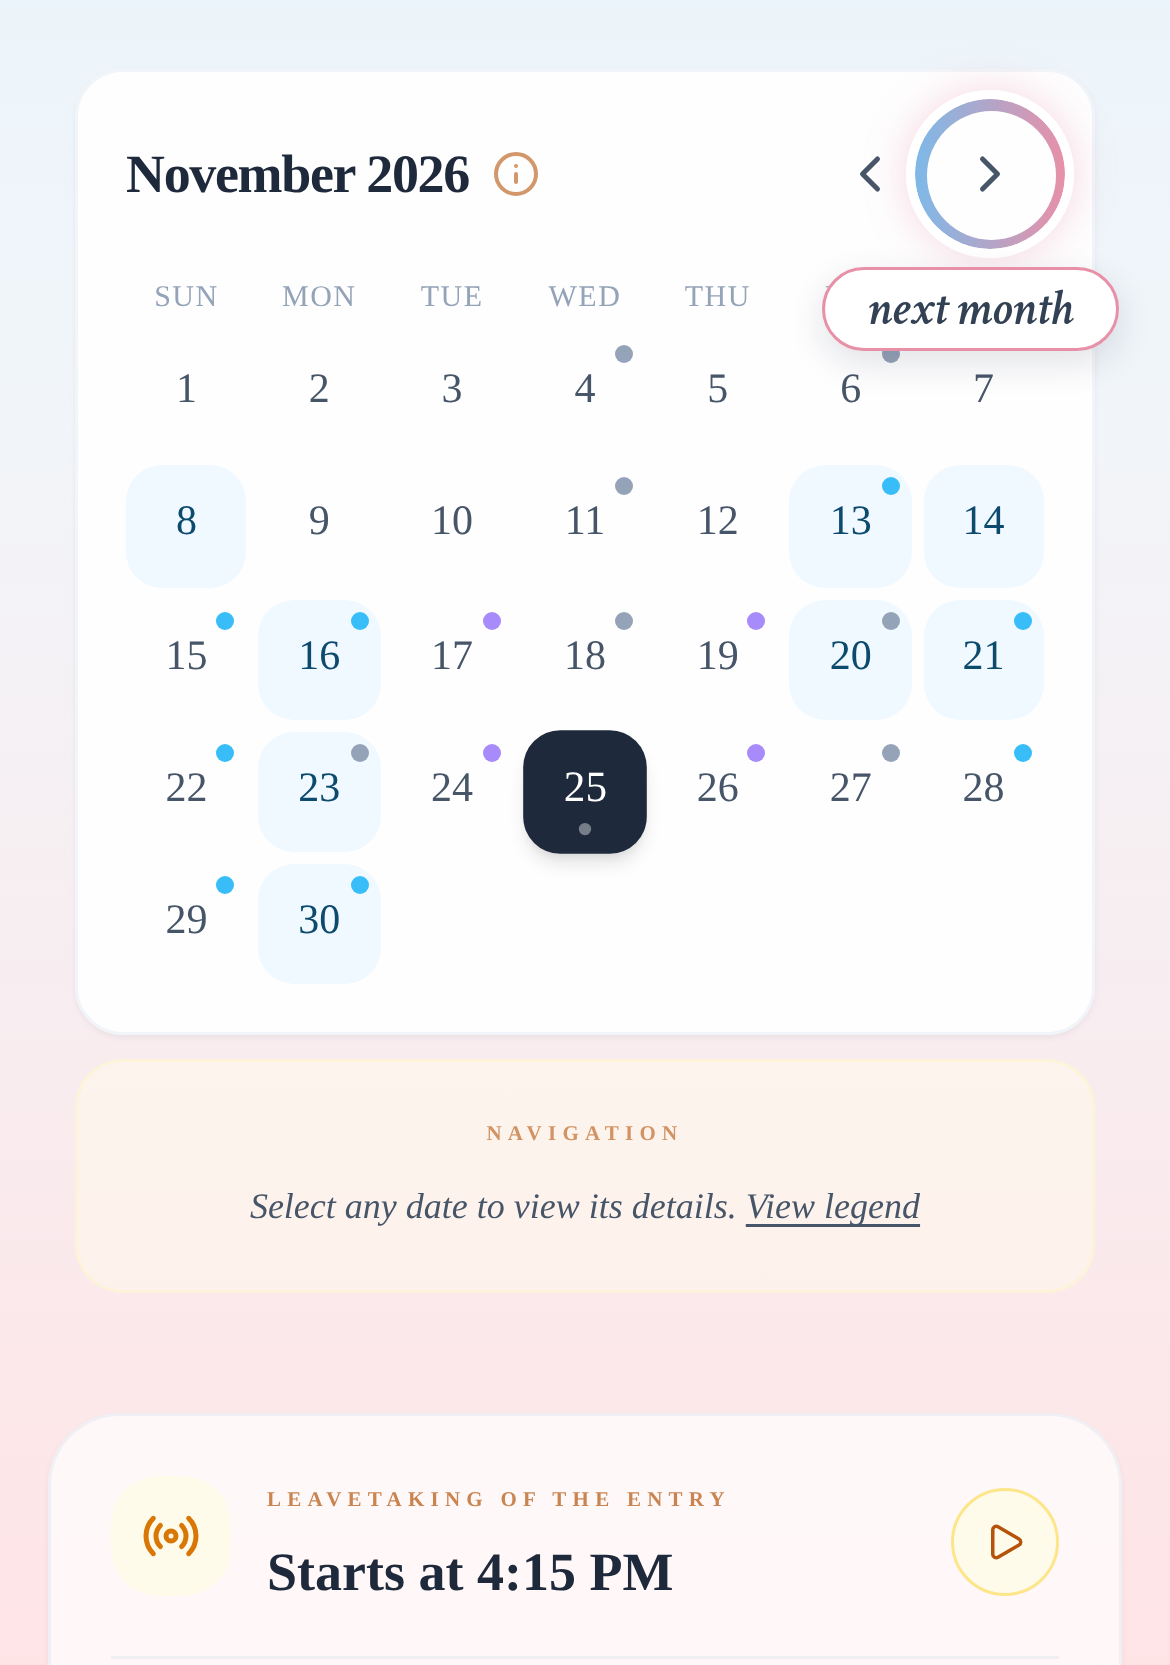 November 2026
SUN MON TUE WED THU
next month
1 2 3 4 5 6 7
8 9 10 11 12 13 14
15 16 17 18 19 20 21
22 23 24 25 26 27 28
29 30
NAVIGATION
Select any date to view its details. View legend
LEAVETAKING OF THE ENTRY
Starts at 4:15 PM